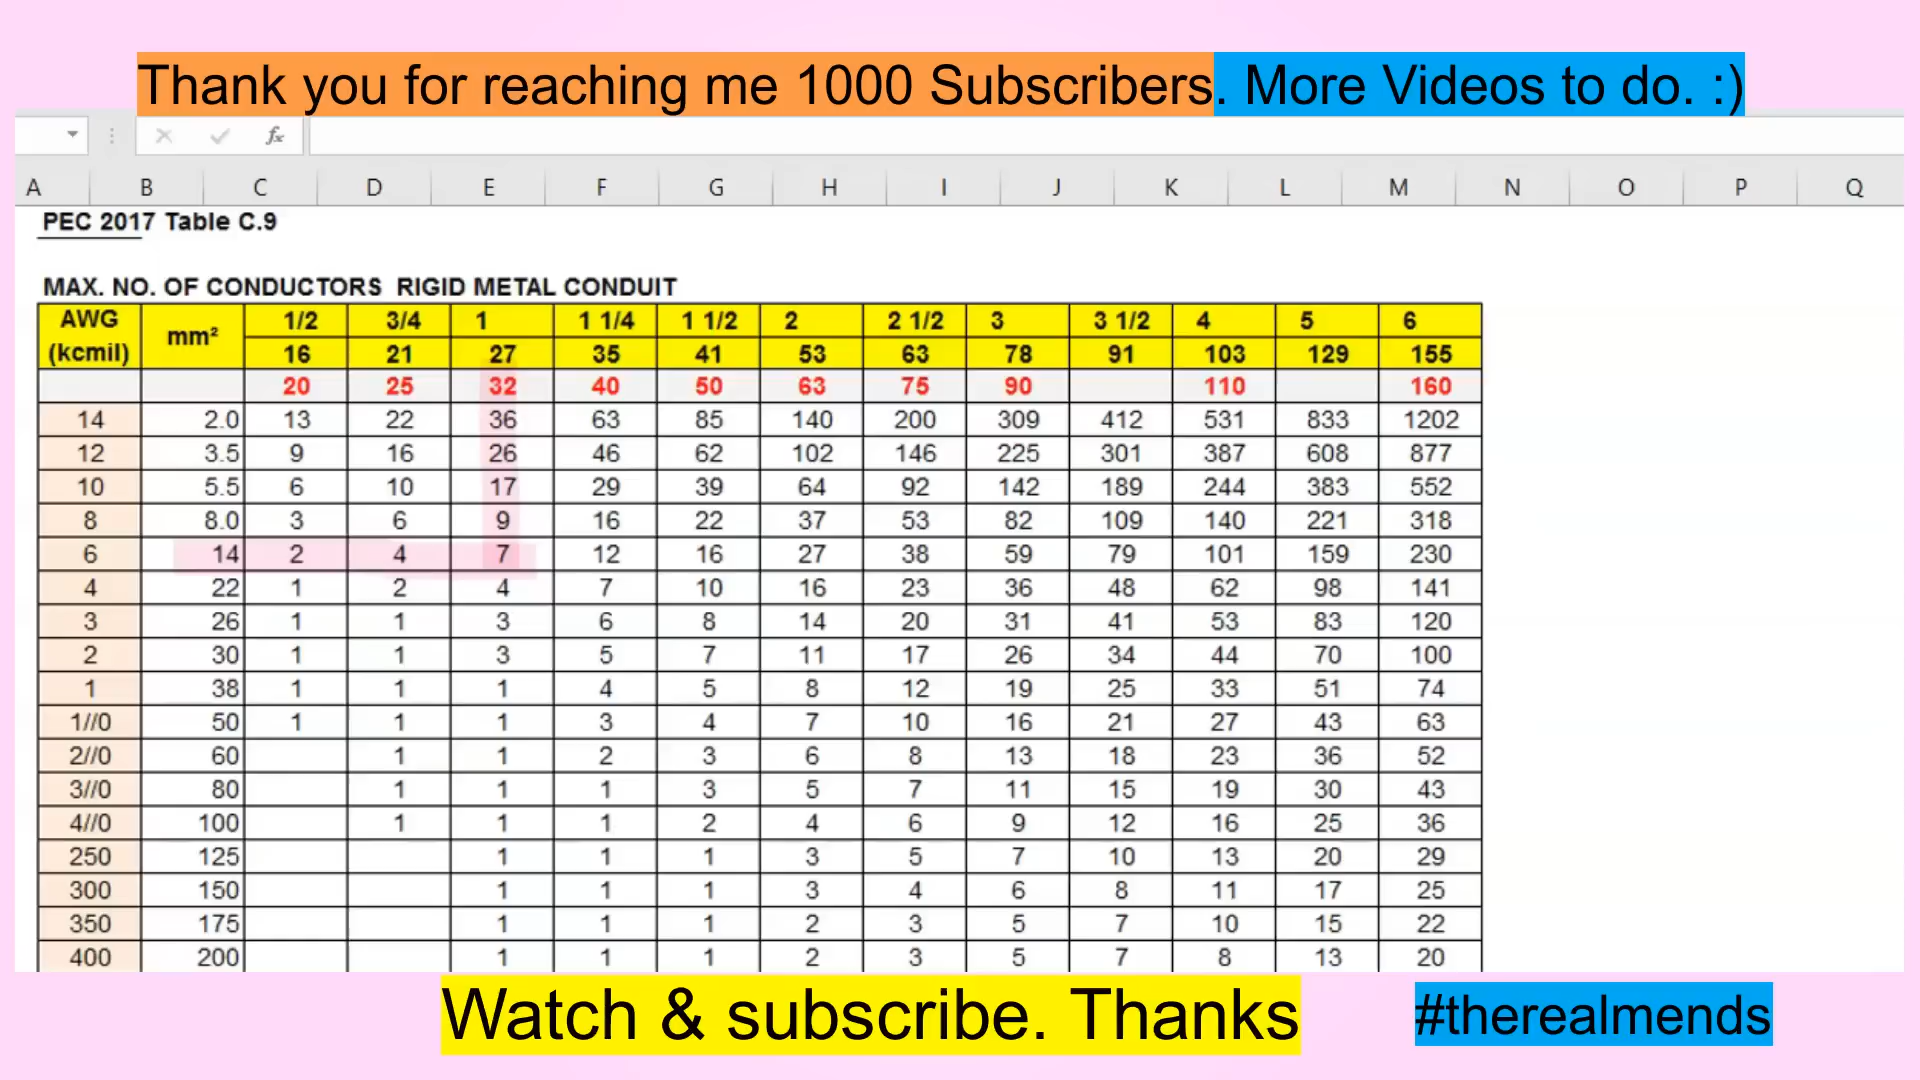 Thank you for reaching me 1000 Subscribers. More Videos to do. :)
fx
A B C D E F G H I J K L M N O P Q
PEC 2017 Table C.9
MAX. NO. OF CONDUCTORS RIGID METAL CONDUIT
AWG (kcmil) mm² 1/2 3/4 1 1 1/4 1 1/2 2 2 1/2 3 3 1/2 4 5 6
16 21 27 35 41 53 63 78 91 103 129 155
20 25 32 40 50 63 75 90 110 160
14 2.0 13 22 36 63 85 140 200 309 412 531 833 1202
12 3.5 9 16 26 46 62 102 146 225 301 387 608 877
10 5.5 6 10 17 29 39 64 92 142 189 244 383 552
8 8.0 3 6 9 16 22 37 53 82 109 140 221 318
6 14 2 4 7 12 16 27 38 59 79 101 159 230
4 22 1 2 4 7 10 16 23 36 48 62 98 141
3 26 1 1 3 6 8 14 20 31 41 53 83 120
2 30 1 1 3 5 7 11 17 26 34 44 70 100
1 38 1 1 1 4 5 8 12 19 25 33 51 74
1//0 50 1 1 1 3 4 7 10 16 21 27 43 63
2//0 60 1 1 2 3 6 8 13 18 23 36 52
3//0 80 1 1 1 3 5 7 11 15 19 30 43
4//0 100 1 1 1 2 4 6 9 12 16 25 36
250 125 1 1 1 3 5 7 10 13 20 29
300 150 1 1 1 3 4 6 8 11 17 25
350 175 1 1 1 2 3 5 7 10 15 22
400 200 1 1 1 2 3 5 7 8 13 20
Watch & subscribe. Thanks
#therealmends